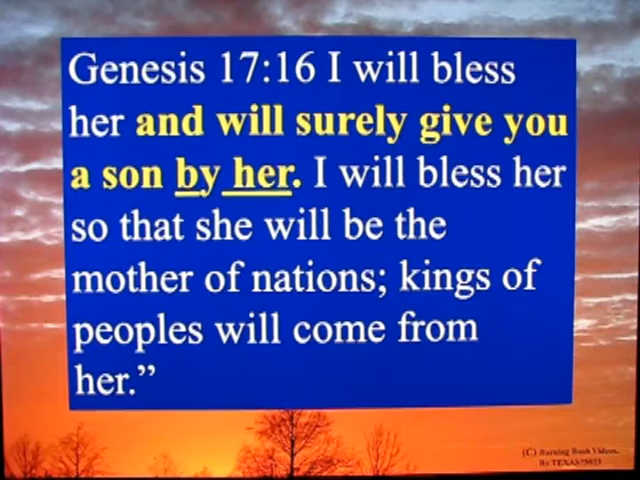 Genesis 17:16 I will bless
her and will surely give you
a son by her. I will bless her
so that she will be the
mother of nations; kings of
peoples will come from
her.”
(C) Burning Bush Videos,